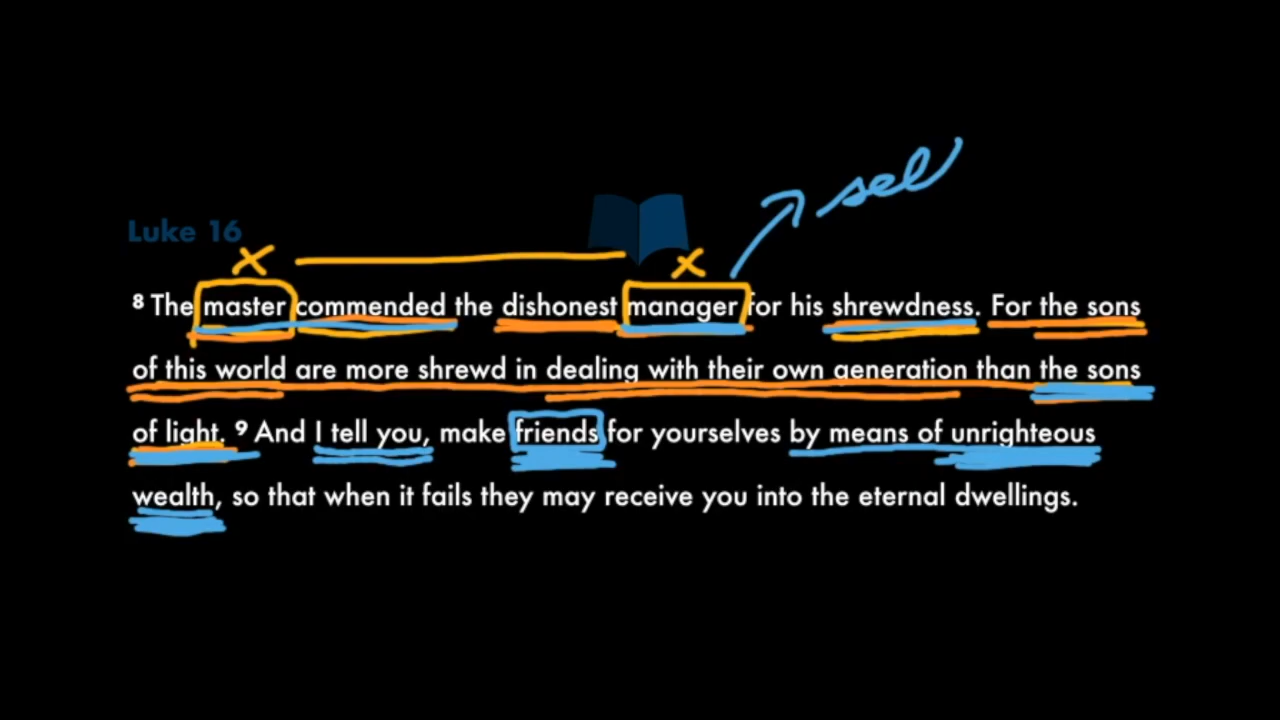 sel
Luke 16
8 The master commended the dishonest manager for his shrewdness. For the sons
of this world are more shrewd in dealing with their own generation than the sons
of light. 9 And I tell you, make friends for yourselves by means of unrighteous
wealth, so that when it fails they may receive you into the eternal dwellings.